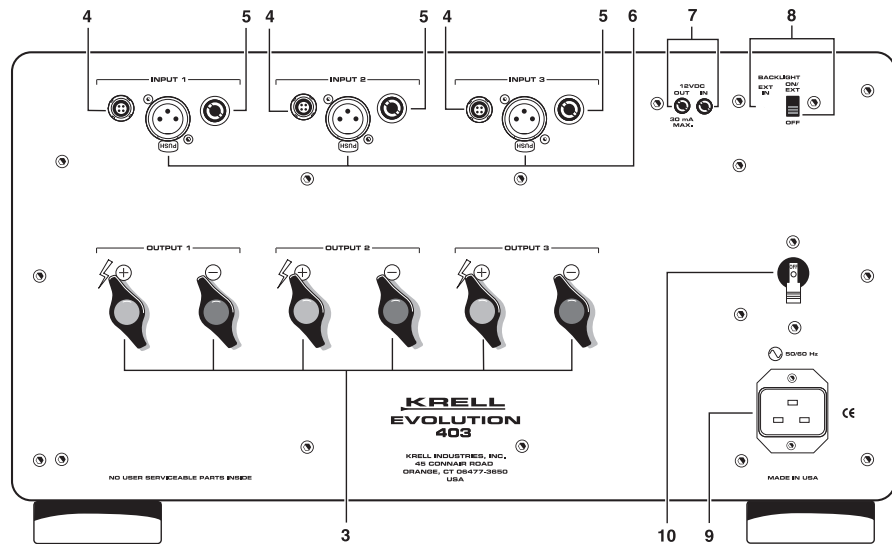 4 5 4 5 4 5 6 7 8
INPUT 1 INPUT 2 INPUT 3
BACKLIGHT
12VDC ON/
OUT IN EXT EXT
IN
30 mA
MAX.
OFF
PUSH PUSH PUSH
OUTPUT 1 OUTPUT 2 OUTPUT 3
+ − + − + −
10
OFF
50/60 Hz
KRELL
EVOLUTION
403
CE
KRELL INDUSTRIES, INC.
45 CONNAIR ROAD
ORANGE, CT 06477-3650
USA
NO USER SERVICEABLE PARTS INSIDE
MADE IN USA
3 10 9